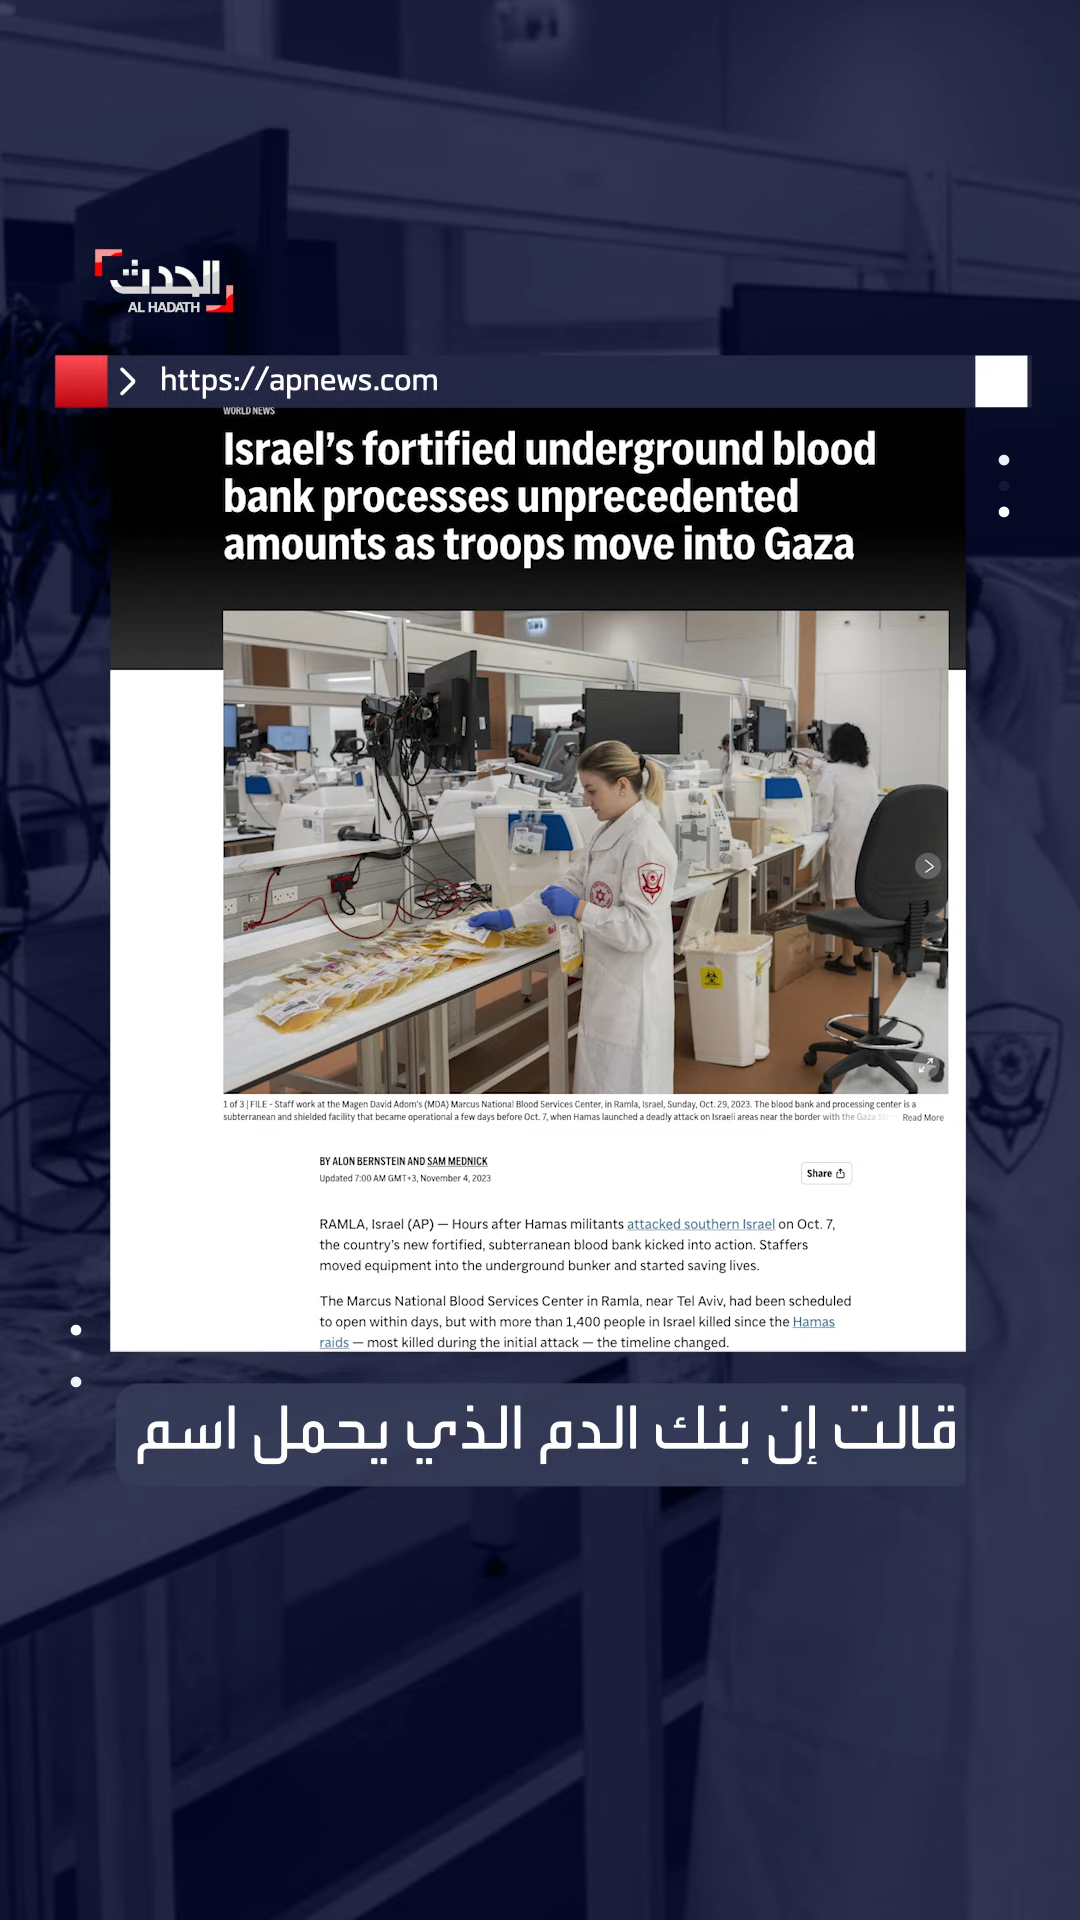 الحدث
AL HADATH
https://apnews.com
WORLD NEWS
Israel's fortified underground blood
bank processes unprecedented
amounts as troops move into Gaza
1 of 3 | FILE - Staff work at the Magen David Adom's (MDA) Marcus National Blood Services Center, in Ramla, Israel, Sunday, Oct. 29, 2023. The blood bank and processing center is a
subterranean and shielded facility that became operational a few days before Oct. 7, when Hamas launched a deadly attack on Israeli areas near the border with the Gaza Read More
BY ALON BERNSTEIN AND SAM MEDNICK
Updated 7:00 AM GMT+3, November 4, 2023
Share
RAMLA, Israel (AP) — Hours after Hamas militants attacked southern Israel on Oct. 7,
the country's new fortified, subterranean blood bank kicked into action. Staffers
moved equipment into the underground bunker and started saving lives.
The Marcus National Blood Services Center in Ramla, near Tel Aviv, had been scheduled
to open within days, but with more than 1,400 people in Israel killed since the Hamas
raids — most killed during the initial attack — the timeline changed.
قالت إن بنك الدم الذي يحمل اسم